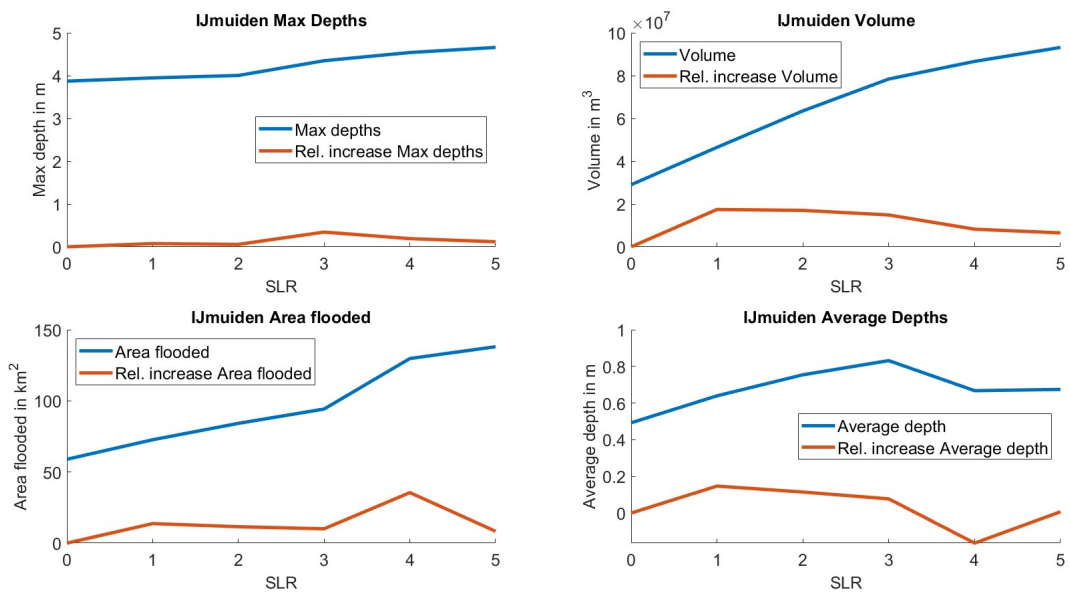 IJmuiden Max Depths
Max depth in m
5
4
3
2
1
0
Max depths
Rel. increase Max depths
0 1 2 3 4 5
SLR
IJmuiden Volume
×10⁷
Volume in m³
10
8
6
4
2
0
Volume
Rel. increase Volume
0 1 2 3 4 5
SLR
IJmuiden Area flooded
Area flooded in km²
150
100
50
0
Area flooded
Rel. increase Area flooded
0 1 2 3 4 5
SLR
IJmuiden Average Depths
Average depth in m
1
0.8
0.6
0.4
0.2
0
Average depth
Rel. increase Average depth
0 1 2 3 4 5
SLR